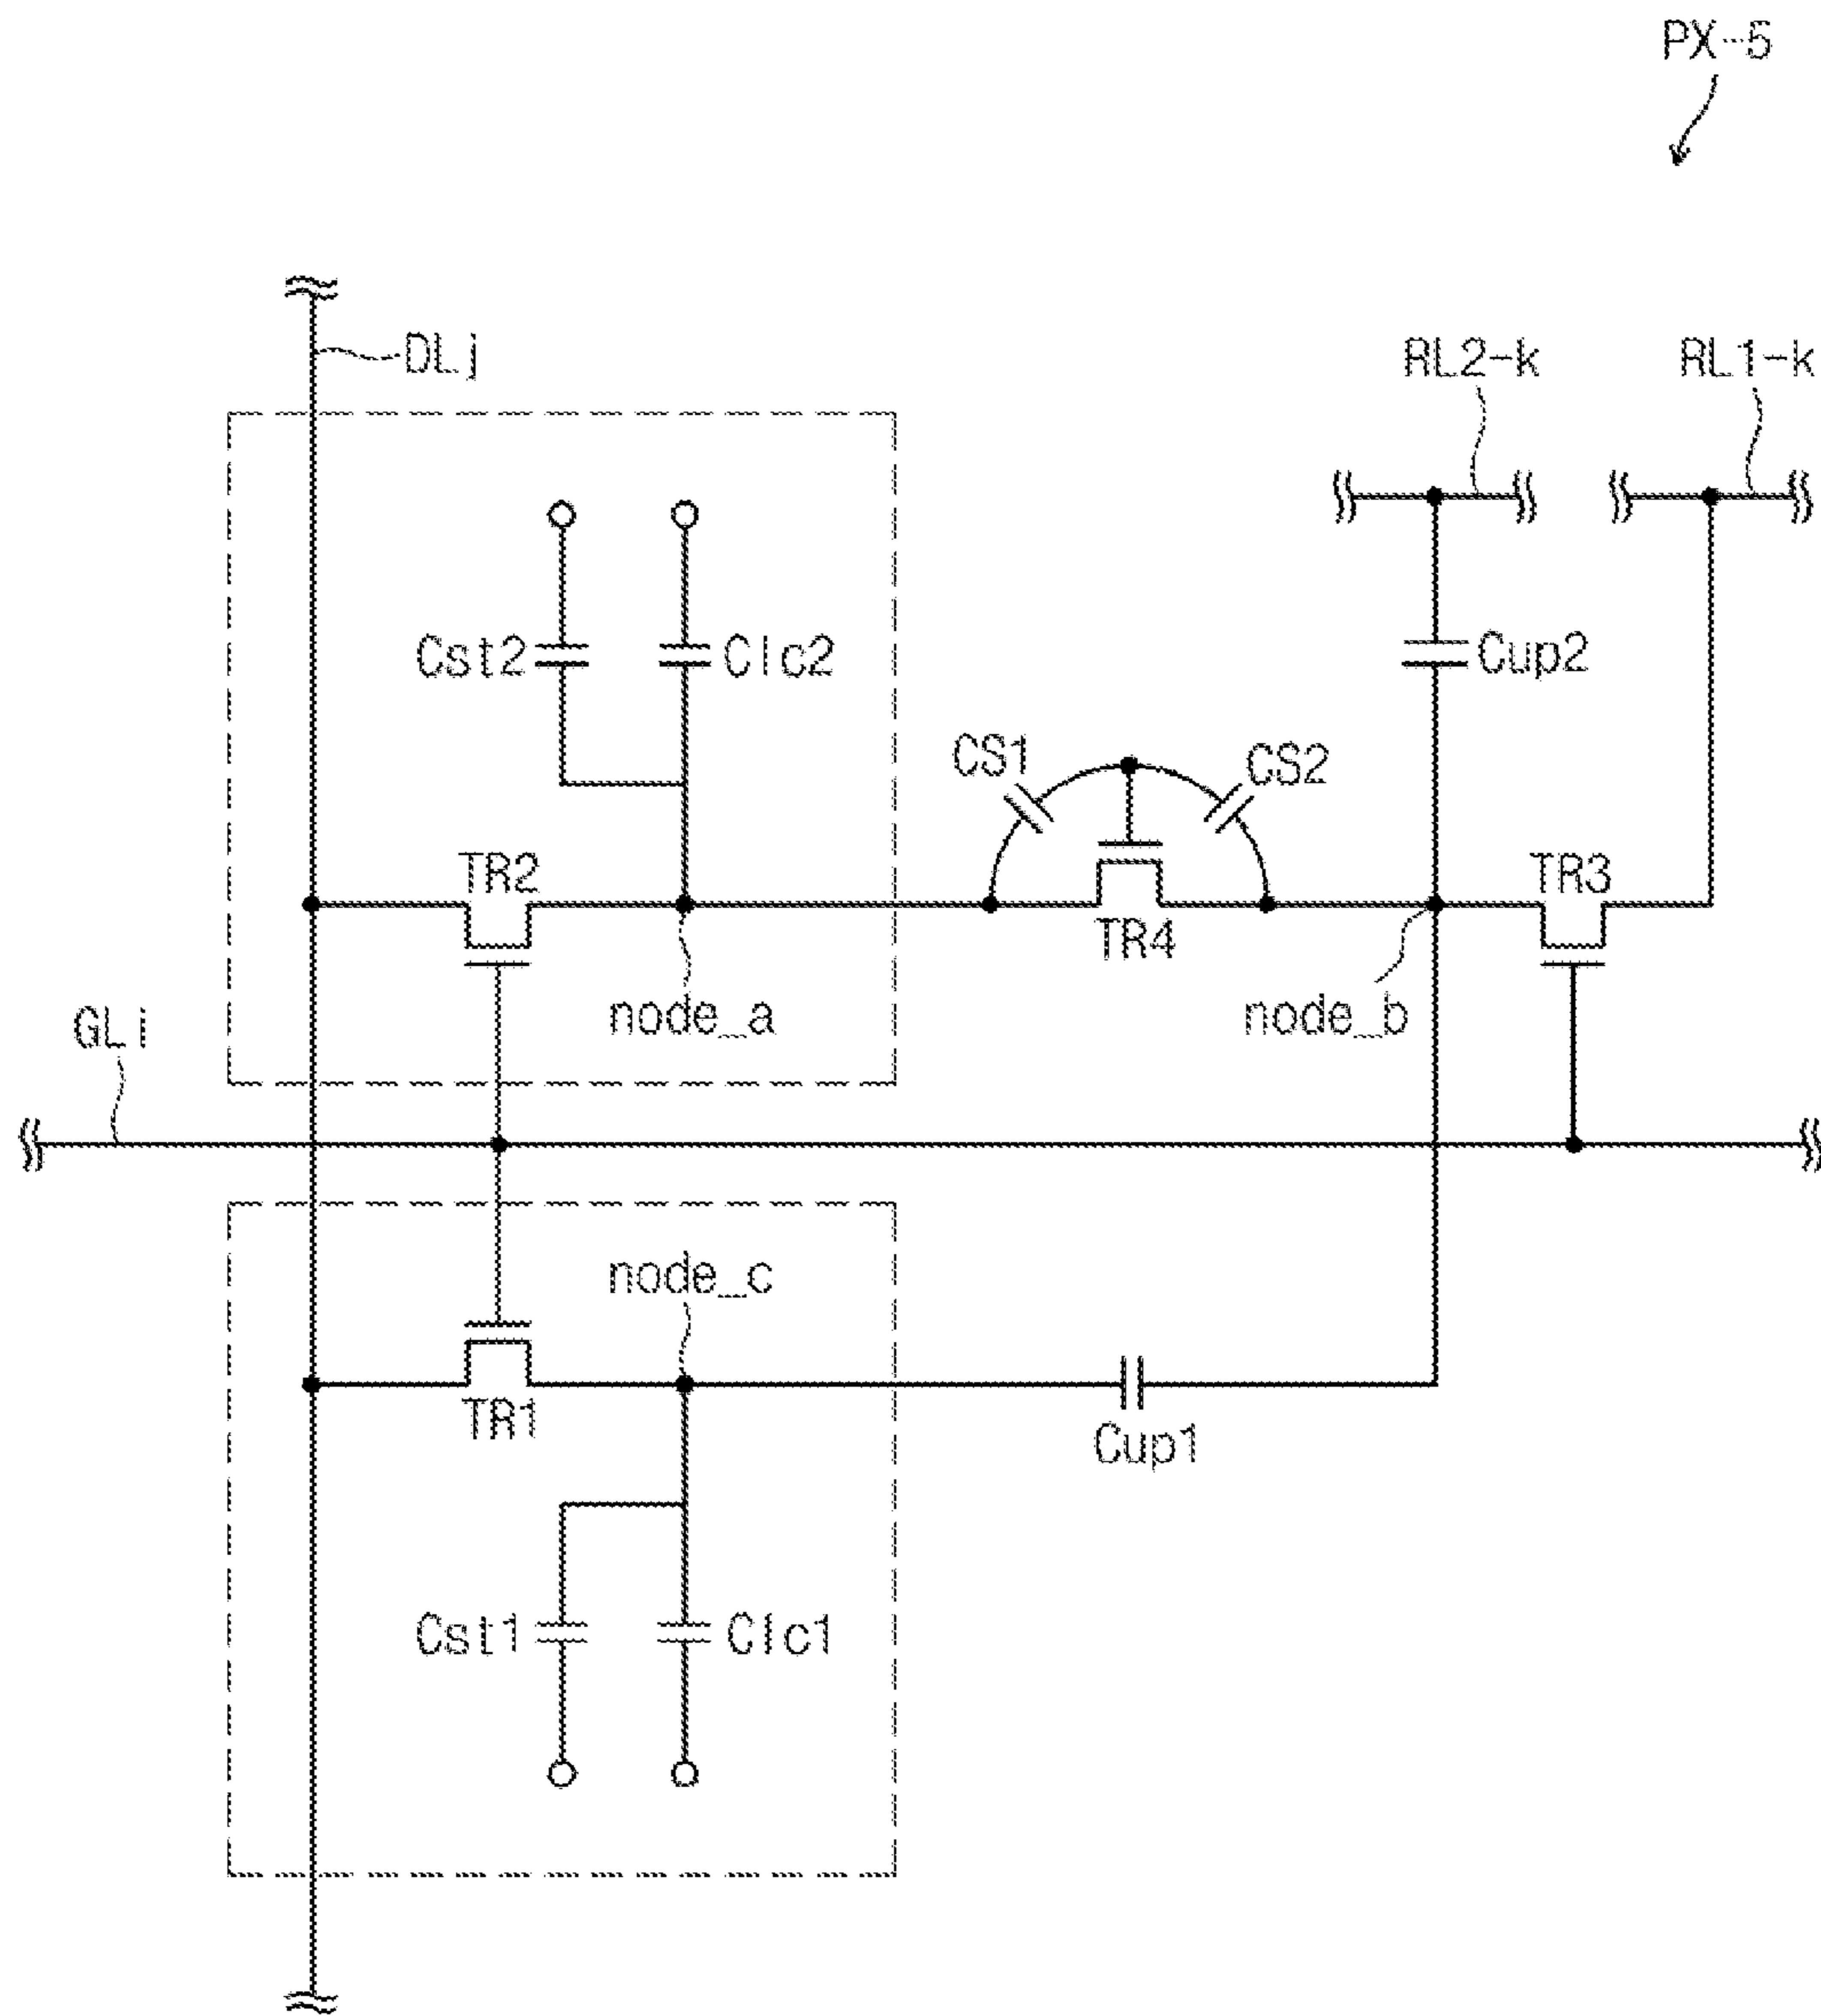 PX-5
DLj
RL2-k
RL1-k
Cst2
Clc2
Cup2
CS1
CS2
TR2
TR4
TR3
node_a
node_b
GLi
node_c
TR1
Cup1
Cst1
Clc1